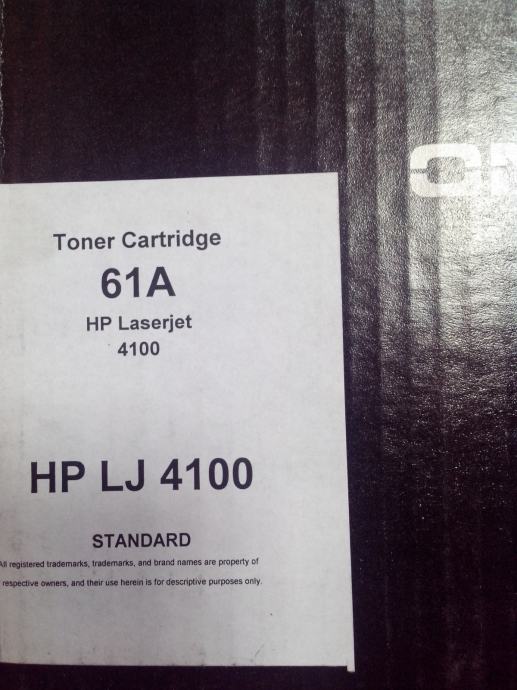 Toner Cartridge
61A
HP Laserjet
4100
HP LJ 4100
STANDARD
All registered trademarks, trademarks, and brand names are property of
respective owners, and their use herein is for descriptive purposes only.